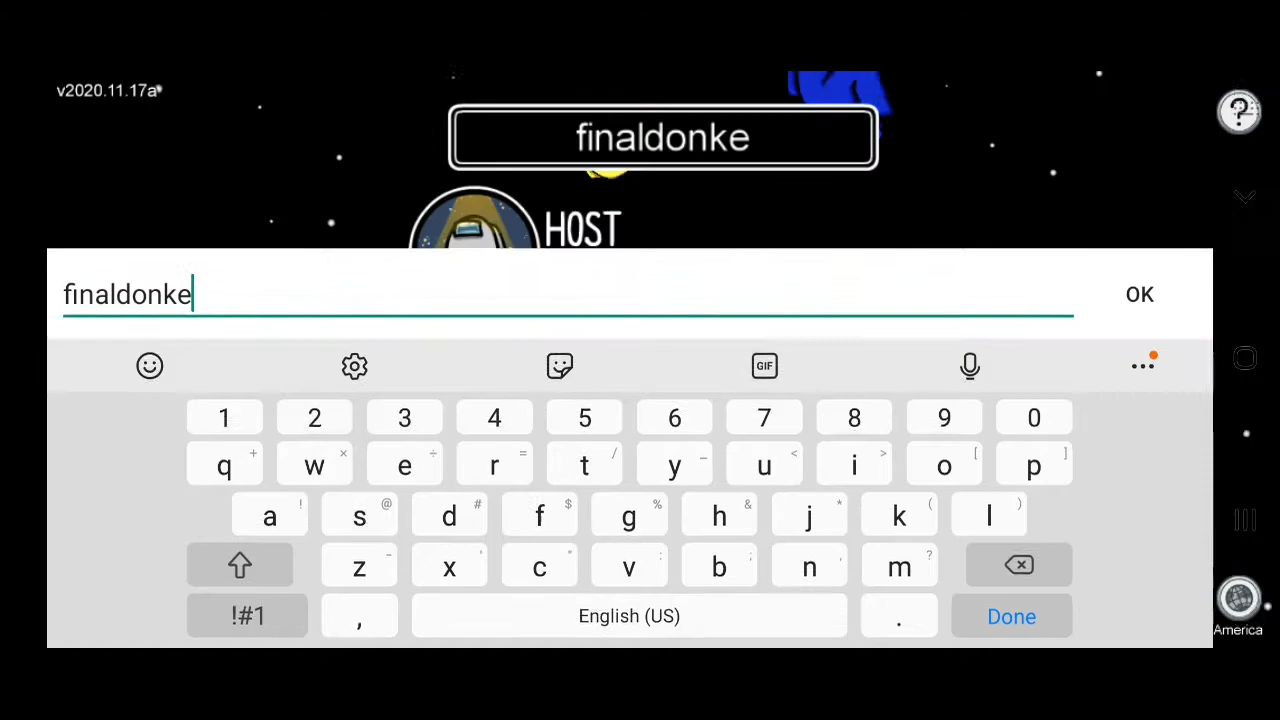 v2020.11.17a
finaldonke
HOST
finaldonke
OK
GIF
1 2 3 4 5 6 7 8 9 0
q + w × e ÷ r = t / y _ u < i > o [ p ]
a ! s @ d # f $ g % h & j * k ( l )
z - x ' c " v : b ; n , m ?
!#1 , English (US) . Done
America